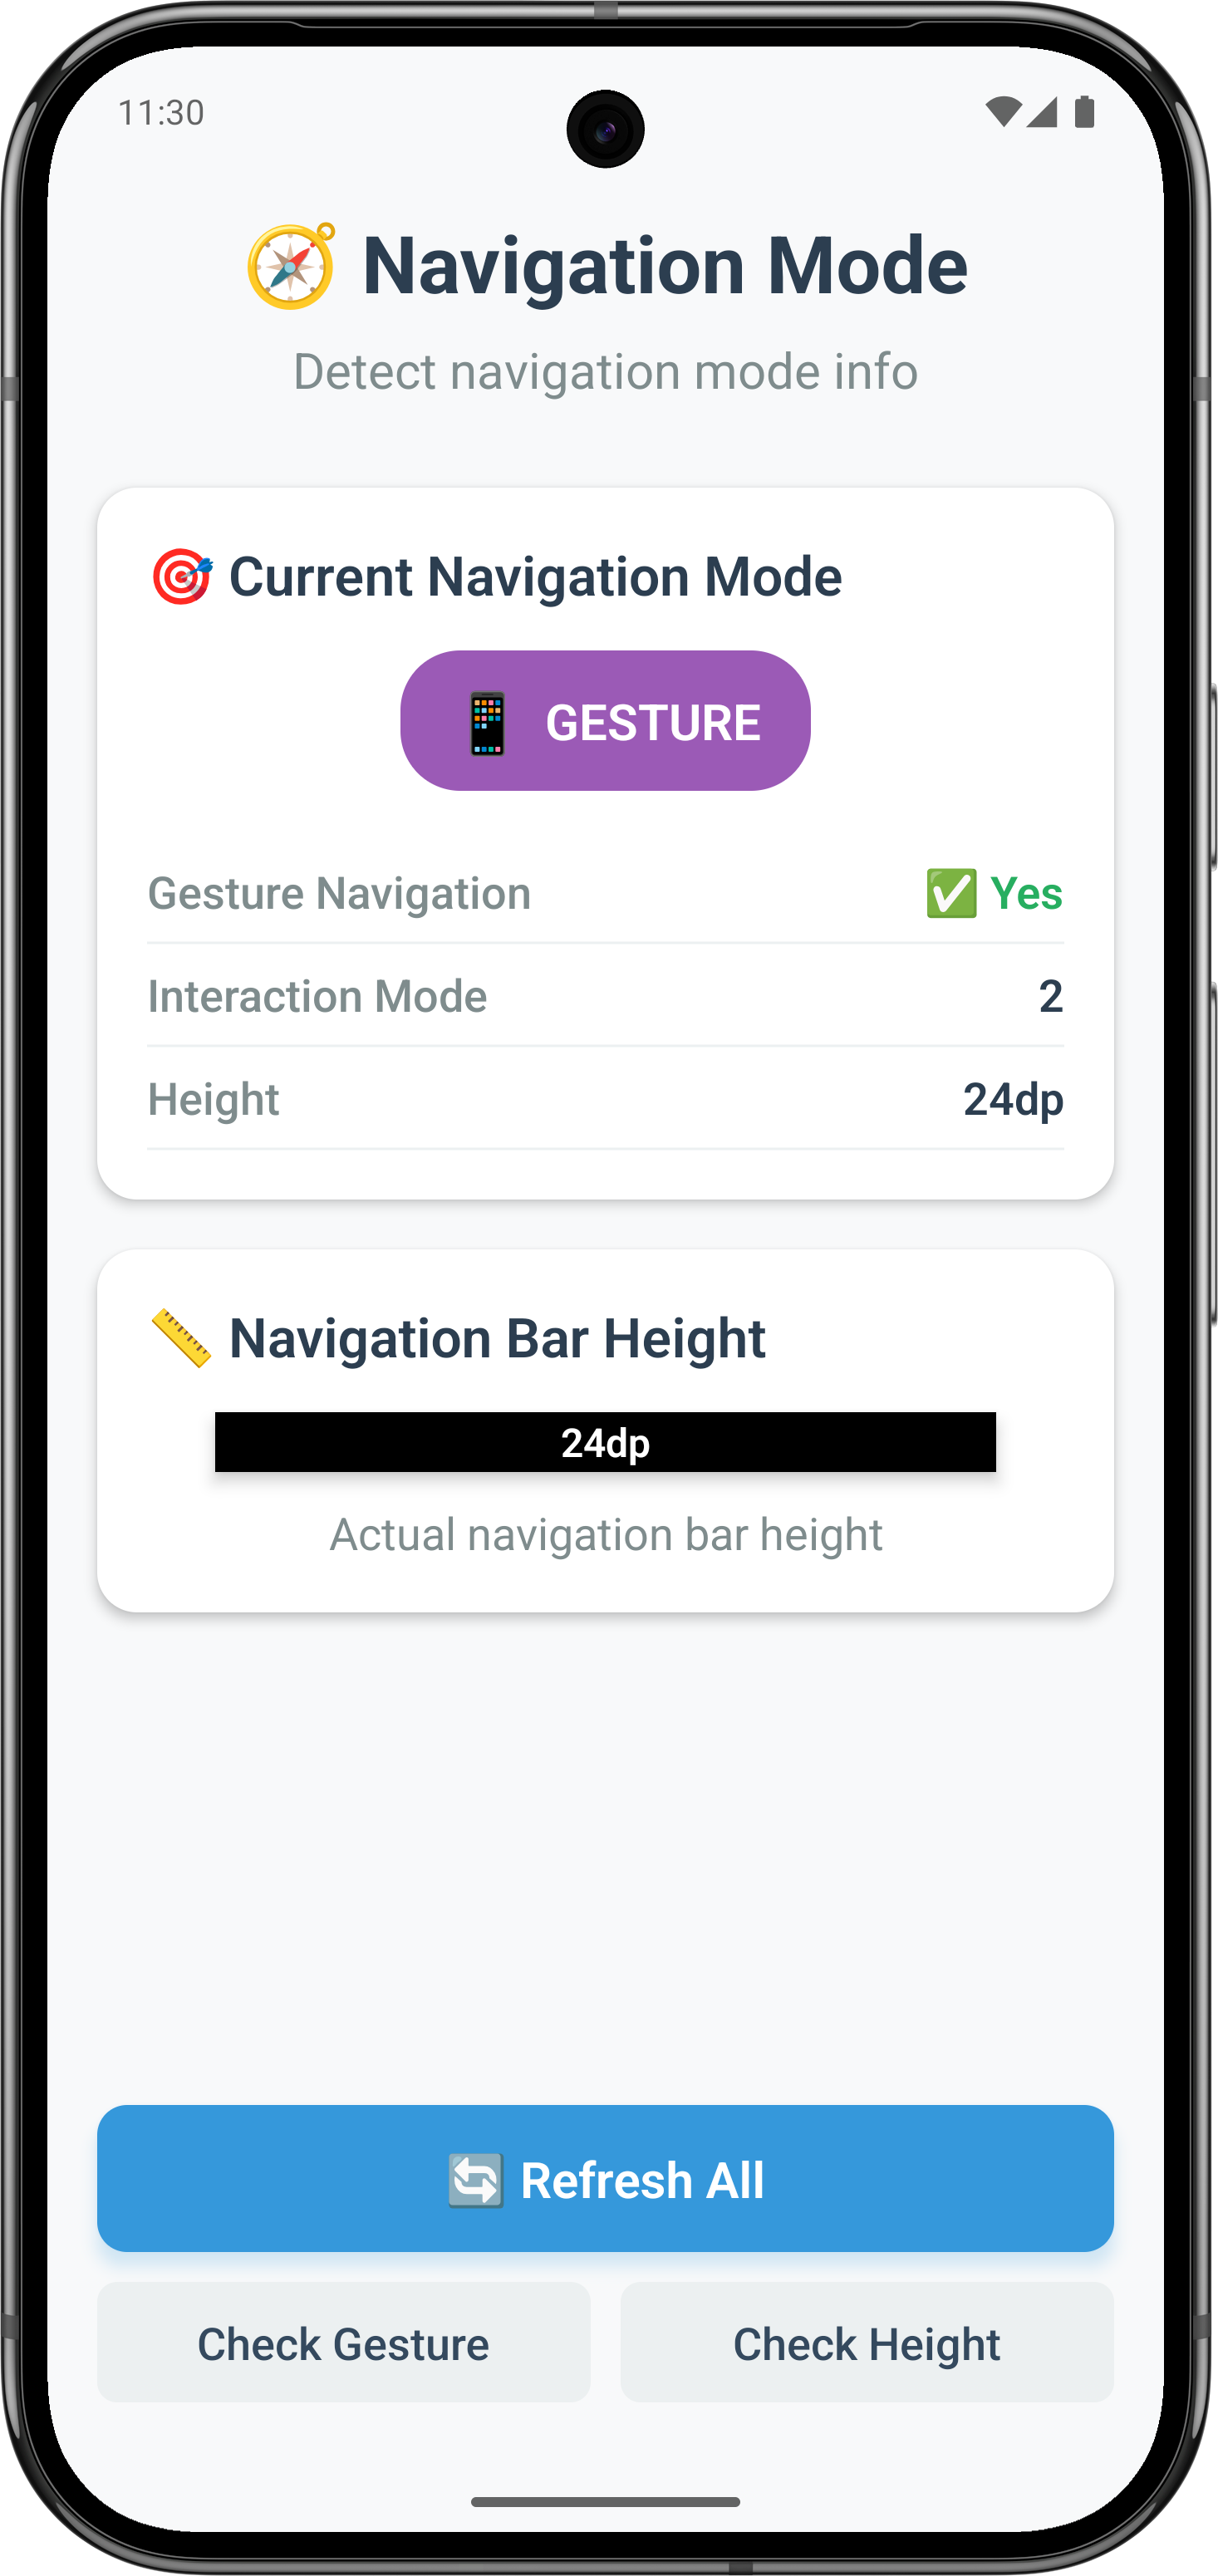 11:30
🧭 Navigation Mode
Detect navigation mode info
🎯 Current Navigation Mode
📱 GESTURE
Gesture Navigation ✅ Yes
Interaction Mode 2
Height 24dp
📏 Navigation Bar Height
24dp
Actual navigation bar height
🔄 Refresh All
Check Gesture Check Height